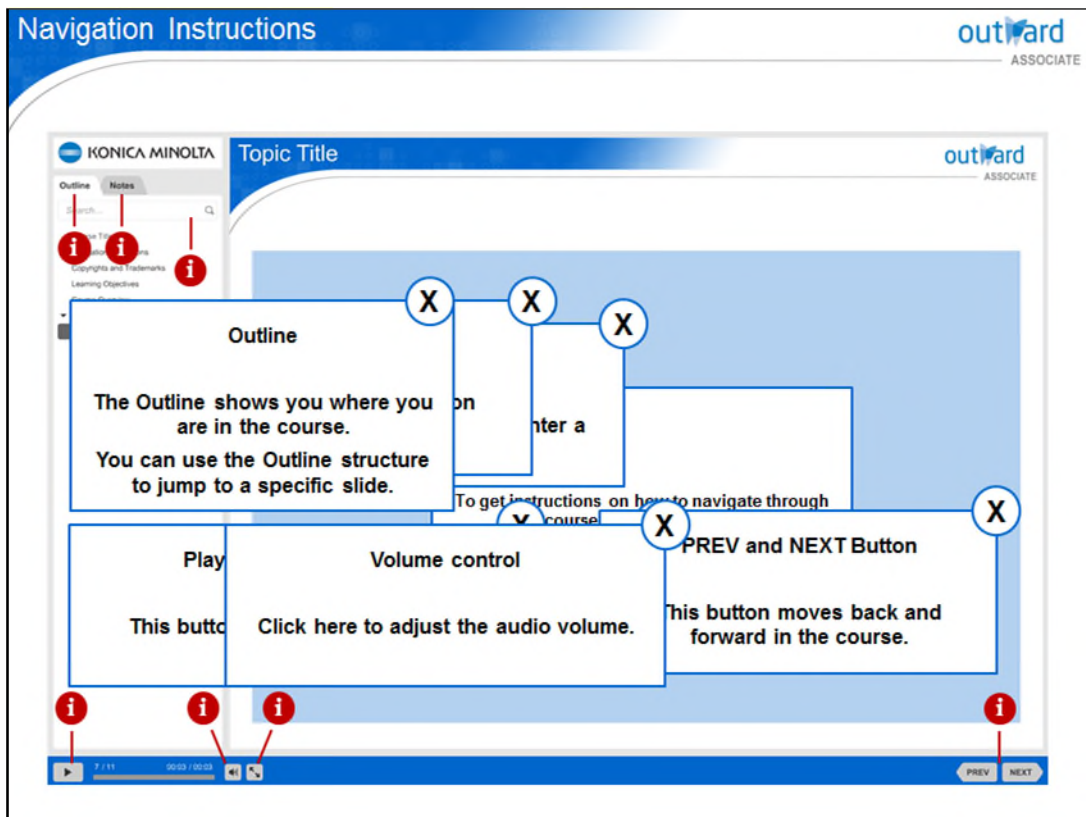 Navigation Instructions
outward
ASSOCIATE
KONICA MINOLTA
Topic Title
outward
ASSOCIATE
Outline
Notes
Search...
Copyrights and Trademarks
Learning Objectives
X
X
X
Outline
The Outline shows you where you
are in the course.
You can use the Outline structure
to jump to a specific slide.
on
nter a
To get instructions on how to navigate through
course
X
X
X
Play
This butto
Volume control
Click here to adjust the audio volume.
PREV and NEXT Button
This button moves back and
forward in the course.
i
i
i
i
i
i
i
7 / 11
00:03 / 00:03
PREV
NEXT